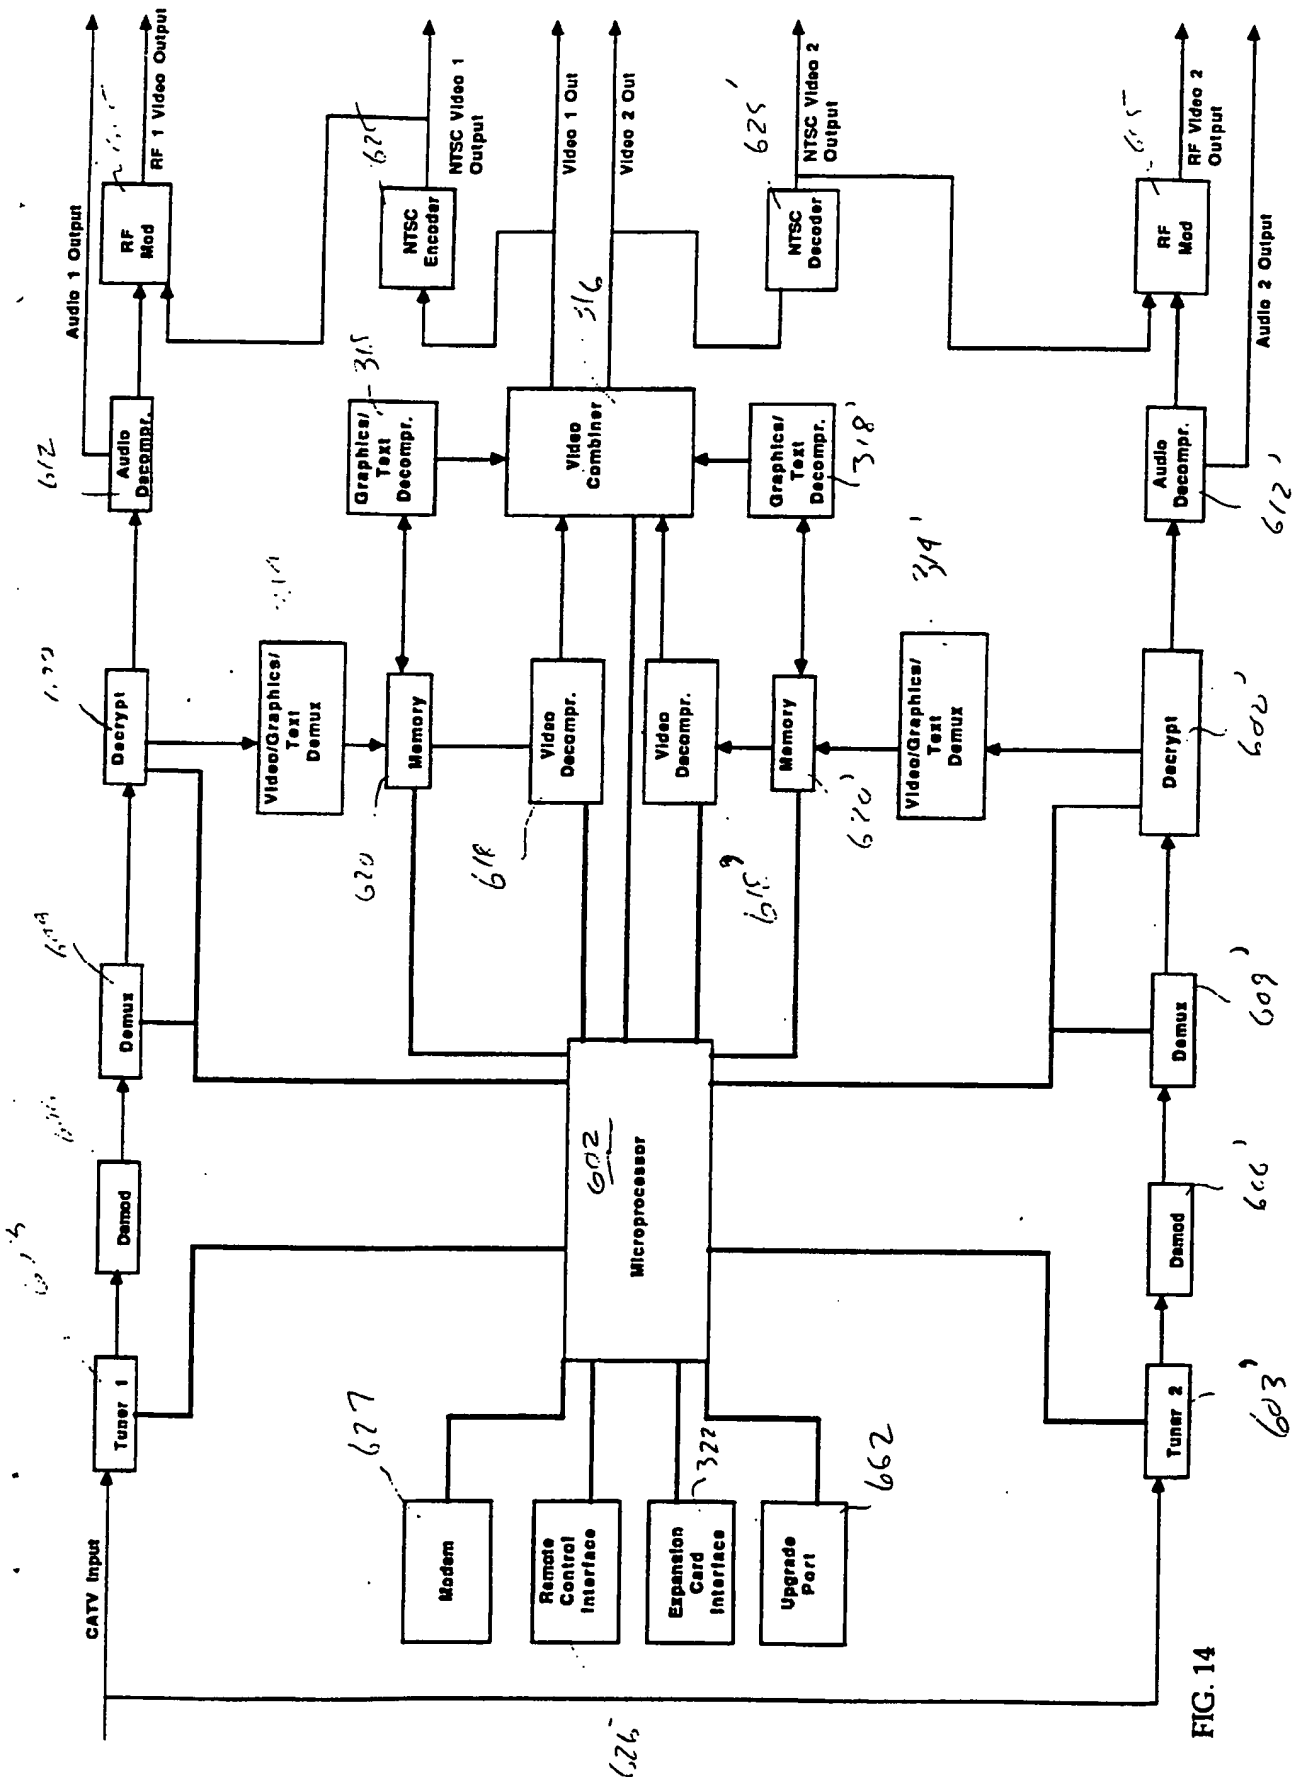 CATV Input
Tuner 1
Demod
Demux
Decrypt
Audio
Decompr.
612
Audio 1 Output
RF
Mod
RF 1 Video Output
Video/Graphics/
Text
Demux
Memory
620
Graphics/
Text
Decompr.
315
NTSC
Encoder
625
NTSC Video 1
Output
Video
Decompr.
618
Video
Combiner
316
Video 1 Out
Video 2 Out
Modem
627
Remote
Control
Interface
626
Expansion
Card
Interface
322
Upgrade
Port
662
602
Microprocessor
Video
Decompr.
618'
Memory
620'
Graphics/
Text
Decompr.
318'
NTSC
Decoder
625'
NTSC Video 2
Output
Video/Graphics/
Text
Demux
314'
Tuner 2
603'
Demod
606'
Demux
609'
Decrypt
602'
Audio
Decompr.
612'
RF
Mod
RF Video 2
Output
Audio 2 Output
FIG. 14